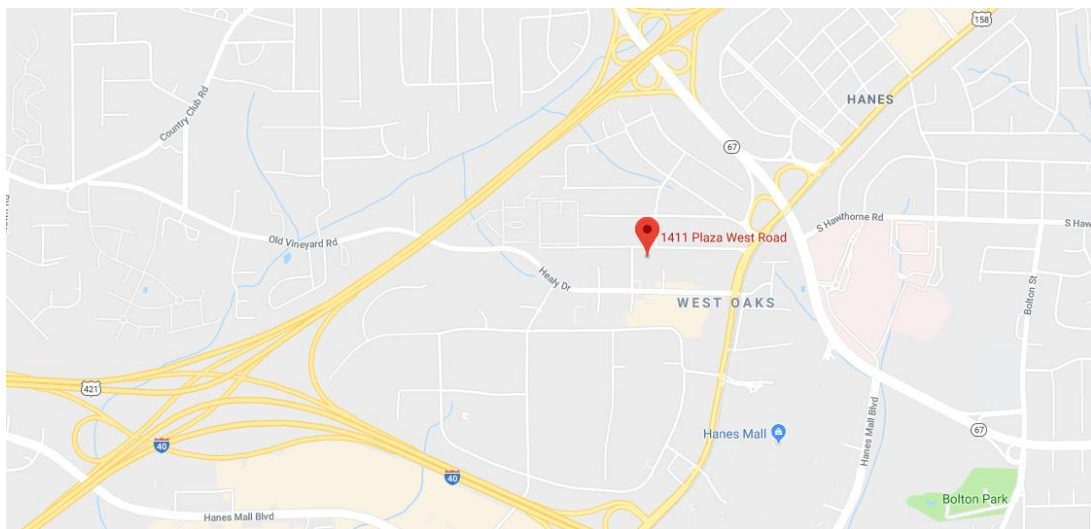 158
Country Club Rd
HANES
67
S Hawthorne Rd
S Haw
1411 Plaza West Road
Old Vineyard Rd
Healy Dr
WEST OAKS
Bolton St
421
Hanes Mall Blvd
Hanes Mall
67
40
40
Bolton Park
Hanes Mall Blvd